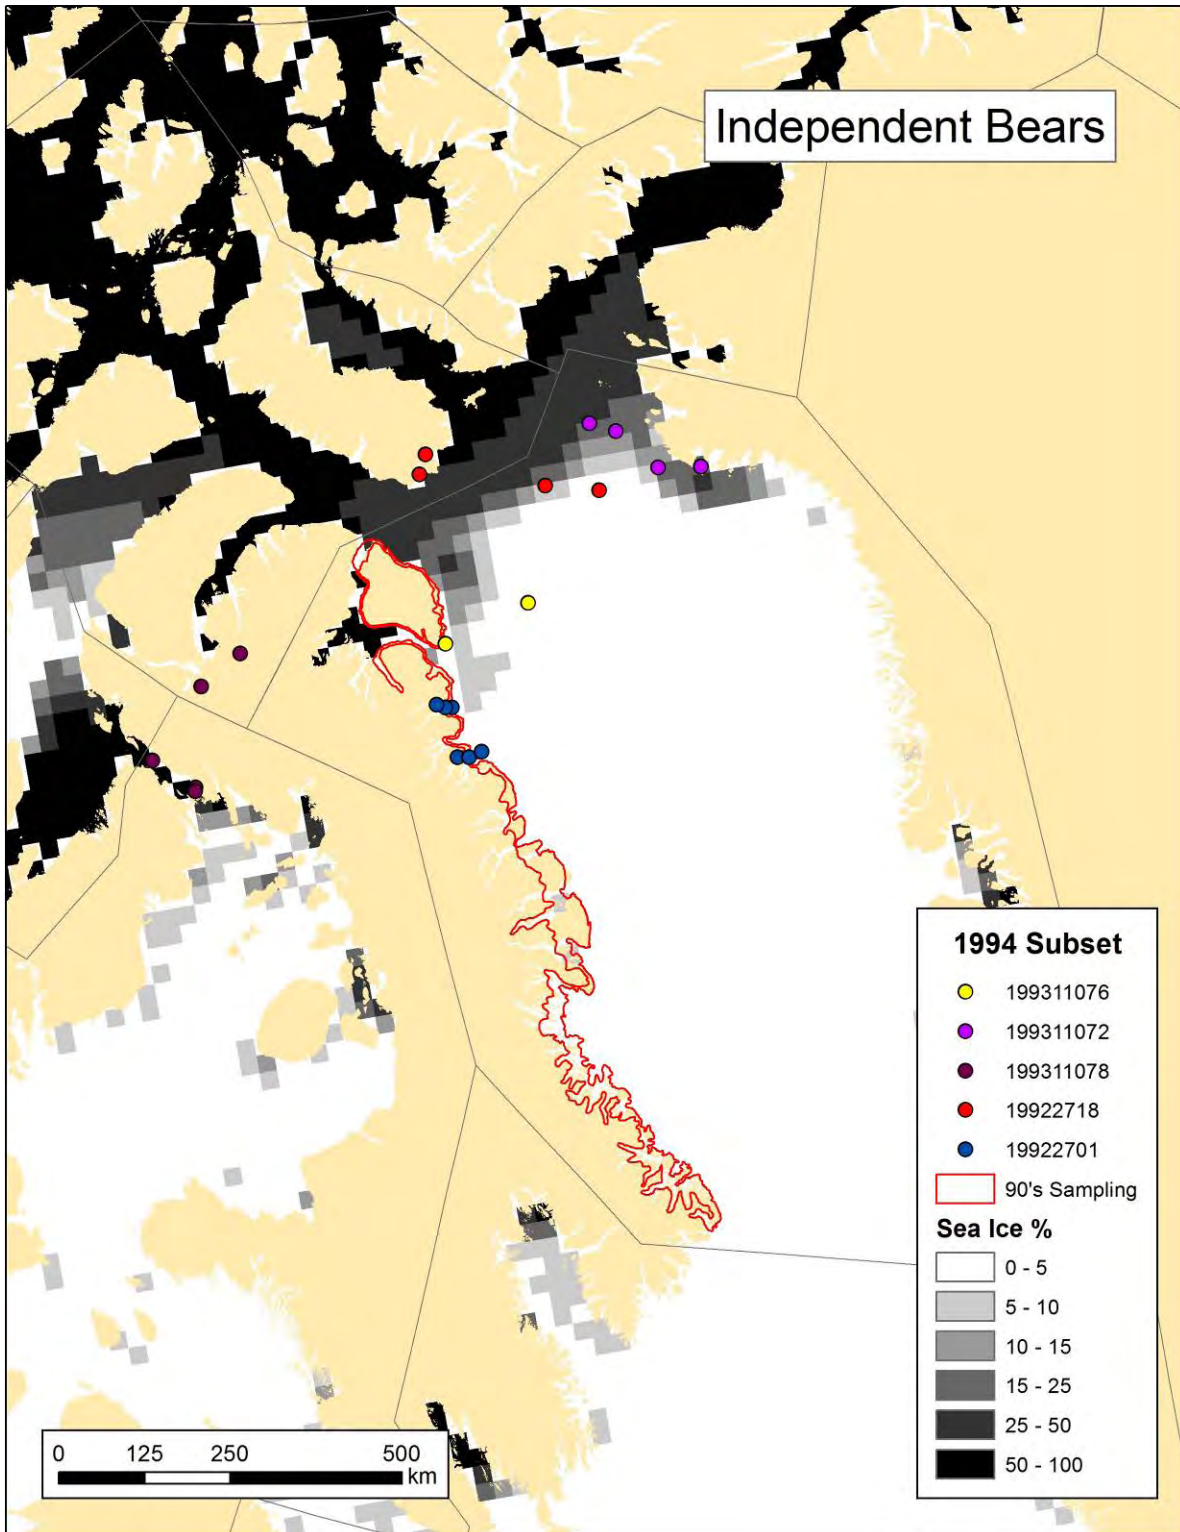 Independent Bears
1994 Subset
199311076
199311072
199311078
19922718
19922701
90's Sampling
Sea Ice %
0 - 5
5 - 10
10 - 15
15 - 25
25 - 50
50 - 100
0 125 250 500
km